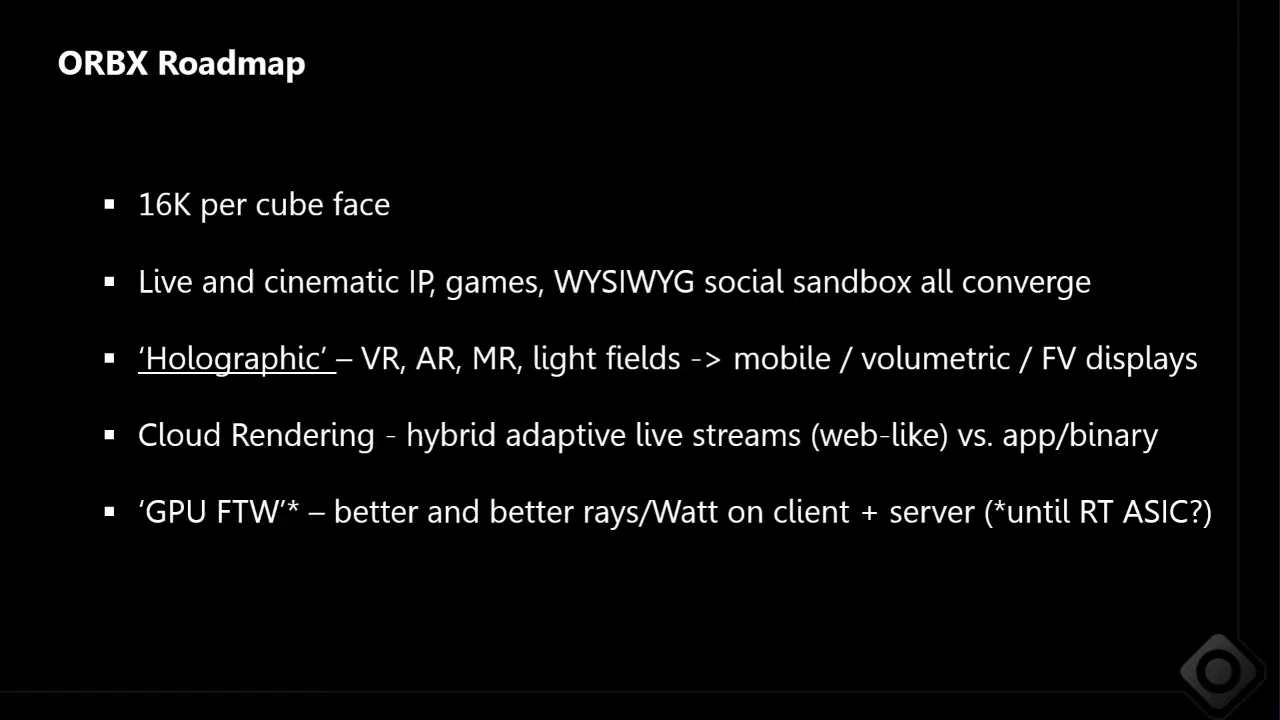 ORBX Roadmap
▪ 16K per cube face
▪ Live and cinematic IP, games, WYSIWYG social sandbox all converge
▪ ‘Holographic’ – VR, AR, MR, light fields -> mobile / volumetric / FV displays
▪ Cloud Rendering - hybrid adaptive live streams (web-like) vs. app/binary
▪ ‘GPU FTW’* – better and better rays/Watt on client + server (*until RT ASIC?)